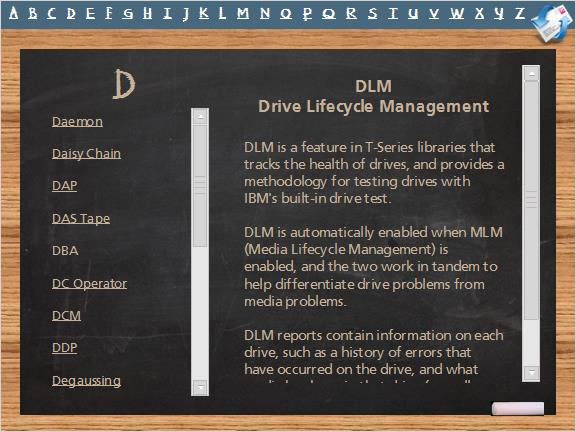 A B C D E F G H I J K L M N O P Q R S T U V W X Y Z
D
Daemon
Daisy Chain
DAP
DAS Tape
DBA
DC Operator
DCM
DDP
Degaussing
DLM
Drive Lifecycle Management
DLM is a feature in T-Series libraries that
tracks the health of drives, and provides a
methodology for testing drives with
IBM's built-in drive test.
DLM is automatically enabled when MLM
(Media Lifecycle Management) is
enabled, and the two work in tandem to
help differentiate drive problems from
media problems.
DLM reports contain information on each
drive, such as a history of errors that
have occurred on the drive, and what